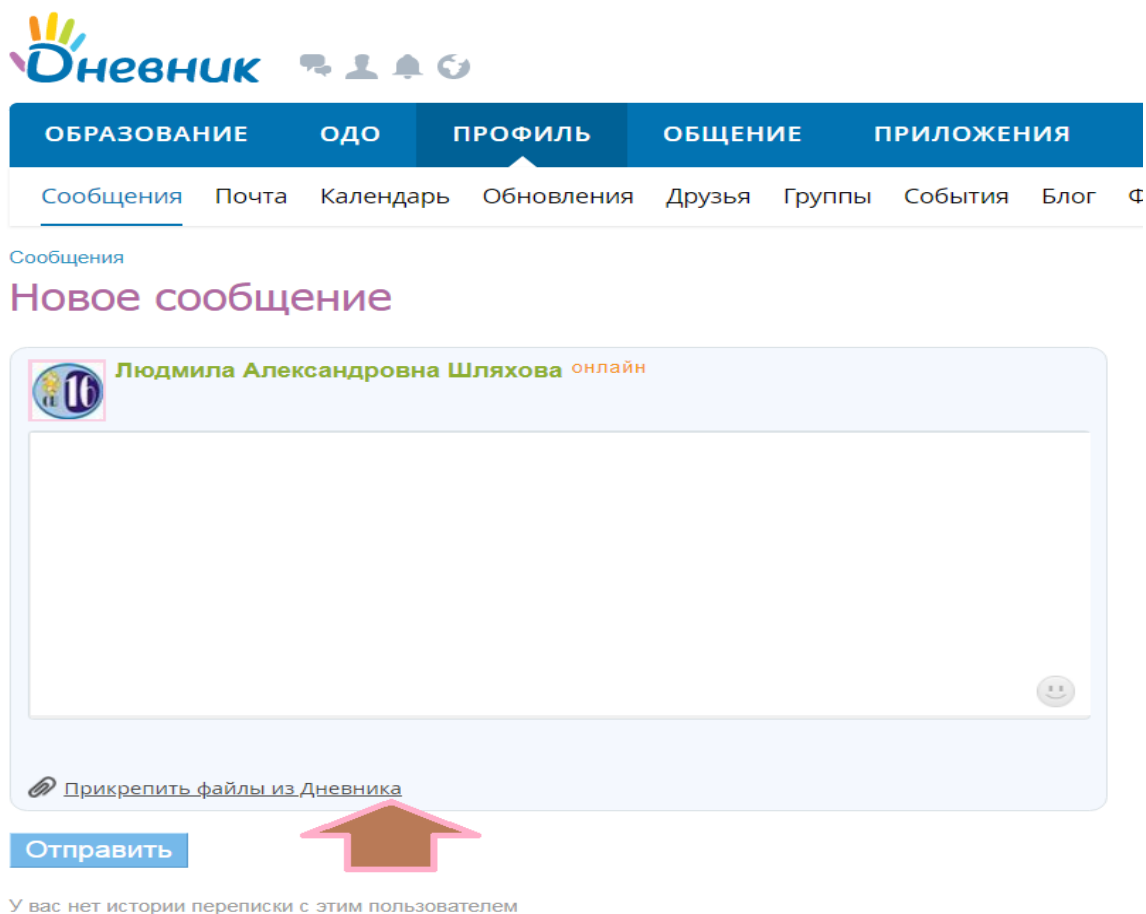 Дневник
ОБРАЗОВАНИЕ ОДО ПРОФИЛЬ ОБЩЕНИЕ ПРИЛОЖЕНИЯ
Сообщения Почта Календарь Обновления Друзья Группы События Блог Ф
Сообщения
Новое сообщение
Людмила Александровна Шляхова онлайн
16
Прикрепить файлы из Дневника
Отправить
У вас нет истории переписки с этим пользователем